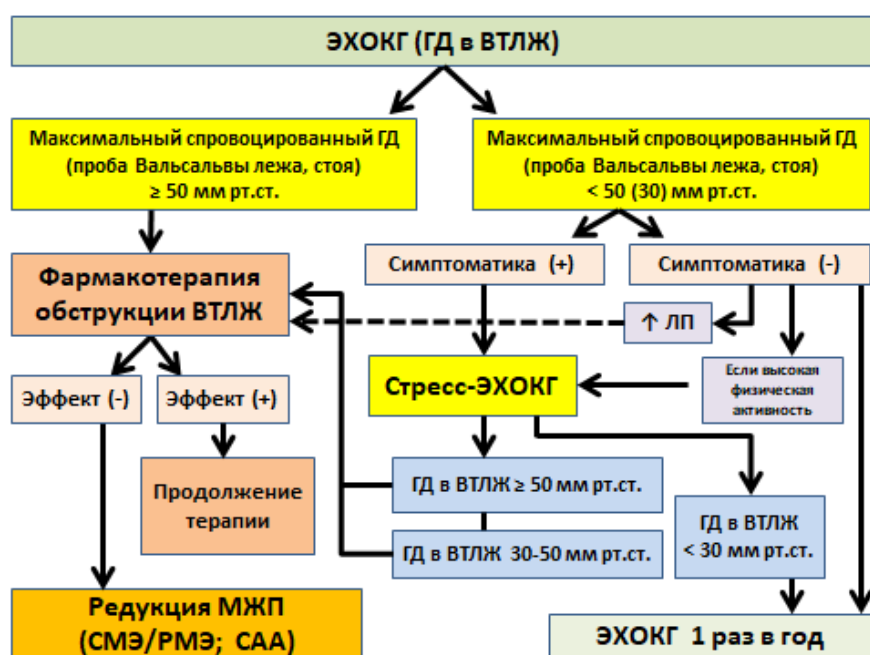 ЭХОКГ (ГД в ВТЛЖ)
Максимальный спровоцированный ГД
(проба Вальсальвы лежа, стоя)
≥ 50 мм рт.ст.
Максимальный спровоцированный ГД
(проба Вальсальвы лежа, стоя)
< 50 (30) мм рт.ст.
Фармакотерапия
обструкции ВТЛЖ
Симптоматика (+)
Симптоматика (-)
↑ ЛП
Эффект (-)
Эффект (+)
Стресс-ЭХОКГ
Если высокая
физическая
активность
Продолжение
терапии
ГД в ВТЛЖ ≥ 50 мм рт.ст.
ГД в ВТЛЖ 30-50 мм рт.ст.
ГД в ВТЛЖ
< 30 мм рт.ст.
Редукция МЖП
(СМЭ/РМЭ; САА)
ЭХОКГ 1 раз в год